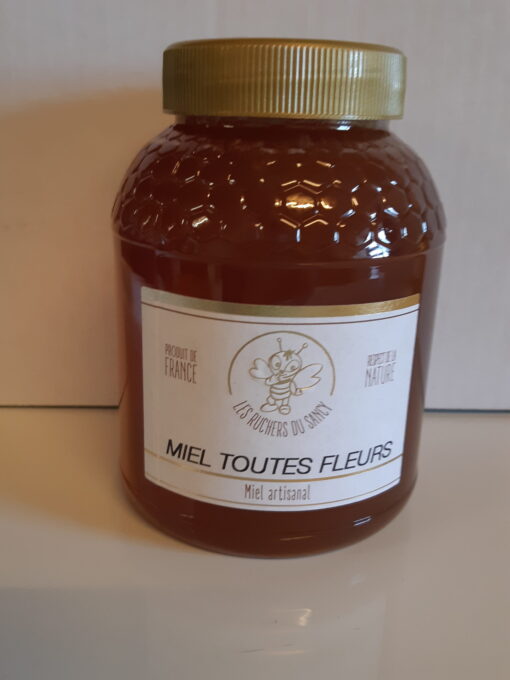 PRODUIT DE
FRANCE
RESPECT DE LA
NATURE
LES RUCHERS DU SANCY
MIEL TOUTES FLEURS
Miel artisanal